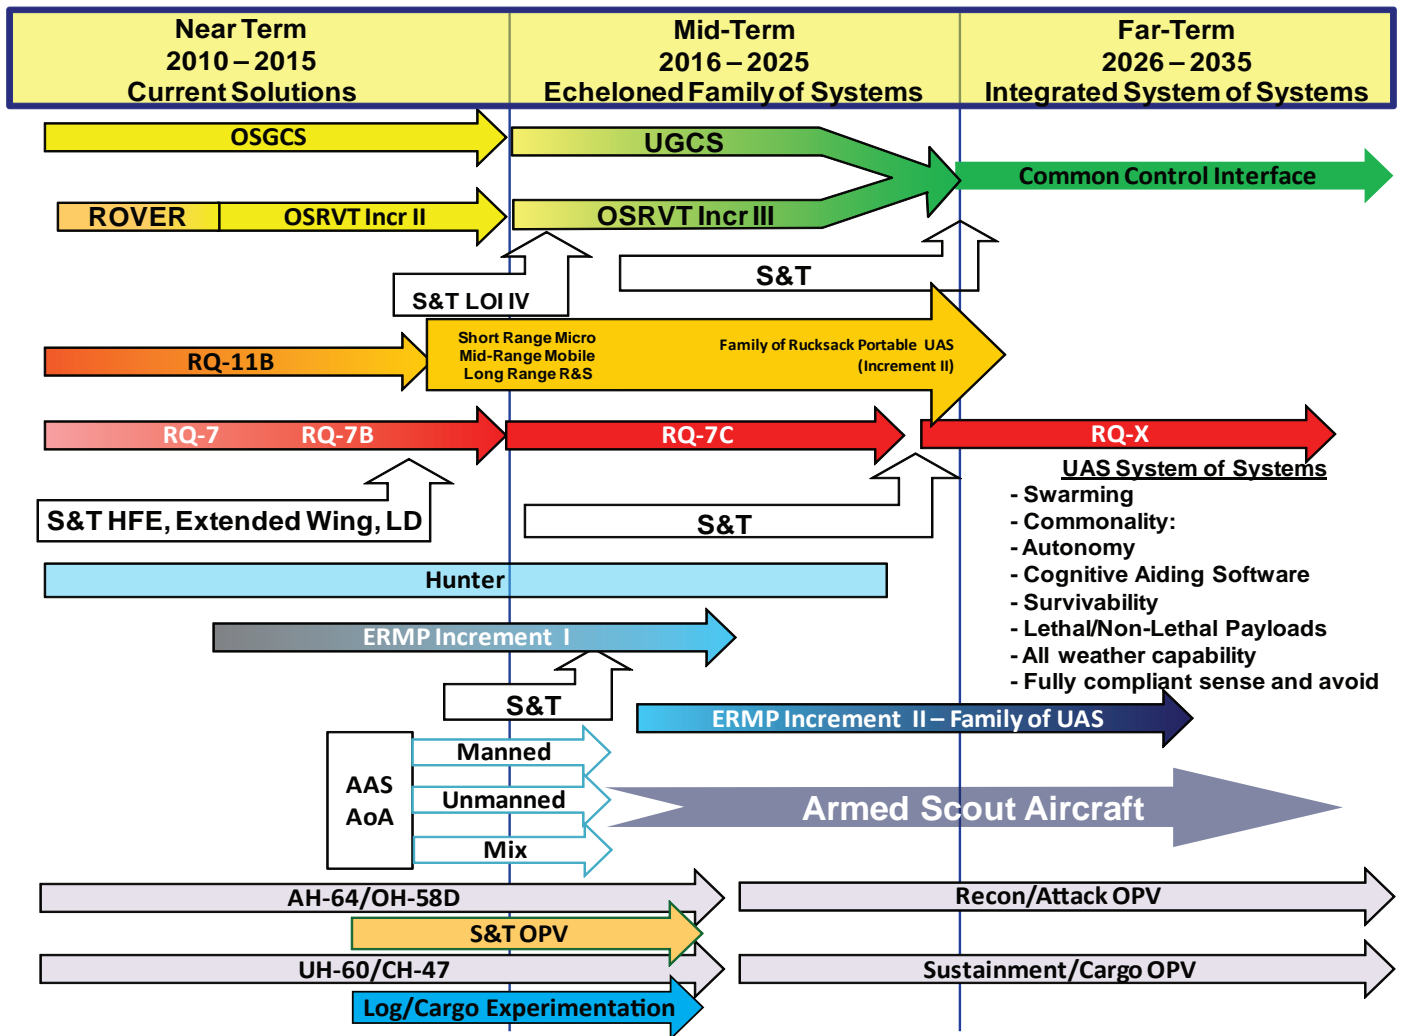 Near Term
2010 – 2015
Current Solutions
Mid-Term
2016 – 2025
Echeloned Family of Systems
Far-Term
2026 – 2035
Integrated System of Systems
OSGCS
UGCS
Common Control Interface
ROVER
OSRVT Incr II
OSRVT Incr III
S&T LOI IV
S&T
RQ-11B
Short Range Micro
Mid-Range Mobile
Long Range R&S
Family of Rucksack Portable UAS
(Increment II)
RQ-7
RQ-7B
RQ-7C
RQ-X
S&T HFE, Extended Wing, LD
S&T
UAS System of Systems
- Swarming
- Commonality:
- Autonomy
- Cognitive Aiding Software
- Survivability
- Lethal/Non-Lethal Payloads
- All weather capability
- Fully compliant sense and avoid
Hunter
ERMP Increment I
S&T
ERMP Increment II – Family of UAS
AAS
AoA
Manned
Unmanned
Mix
Armed Scout Aircraft
AH-64/OH-58D
Recon/Attack OPV
S&T OPV
UH-60/CH-47
Sustainment/Cargo OPV
Log/Cargo Experimentation